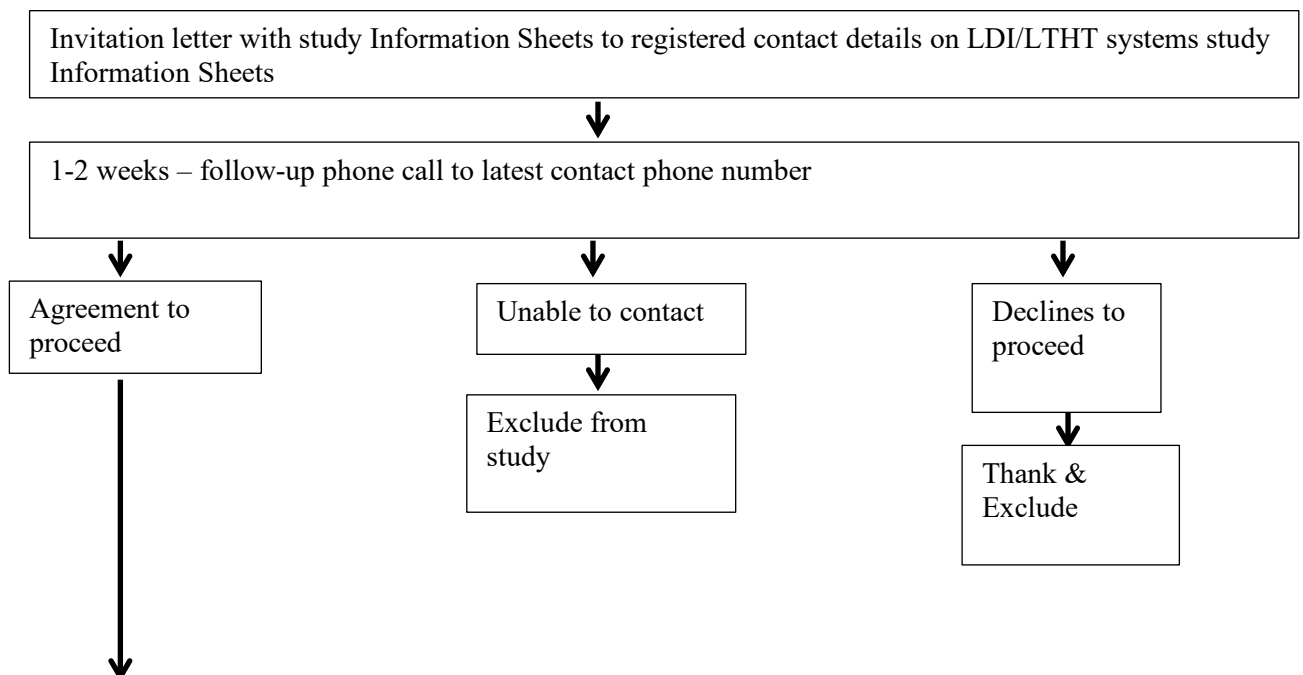 Invitation letter with study Information Sheets to registered contact details on LDI/LTHT systems study
Information Sheets
1-2 weeks – follow-up phone call to latest contact phone number
Agreement to
proceed
Unable to contact
Declines to
proceed
Exclude from
study
Thank &
Exclude